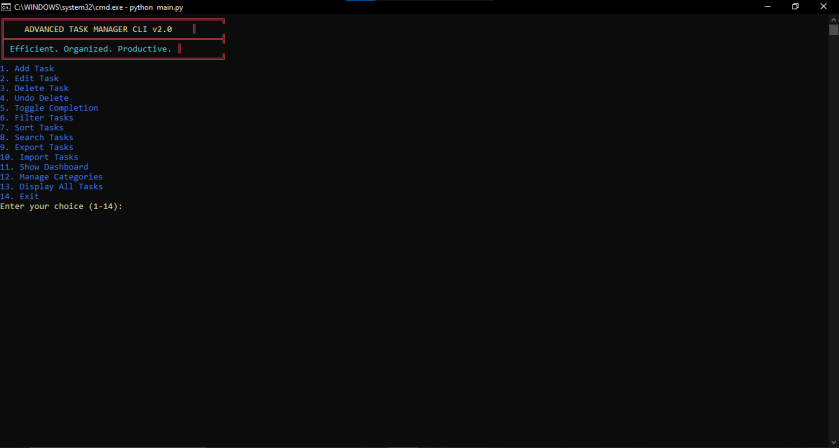 C:\WINDOWS\system32\cmd.exe - python main.py
ADVANCED TASK MANAGER CLI v2.0
Efficient. Organized. Productive.
1. Add Task
2. Edit Task
3. Delete Task
4. Undo Delete
5. Toggle Completion
6. Filter Tasks
7. Sort Tasks
8. Search Tasks
9. Export Tasks
10. Import Tasks
11. Show Dashboard
12. Manage Categories
13. Display All Tasks
14. Exit
Enter your choice (1-14):